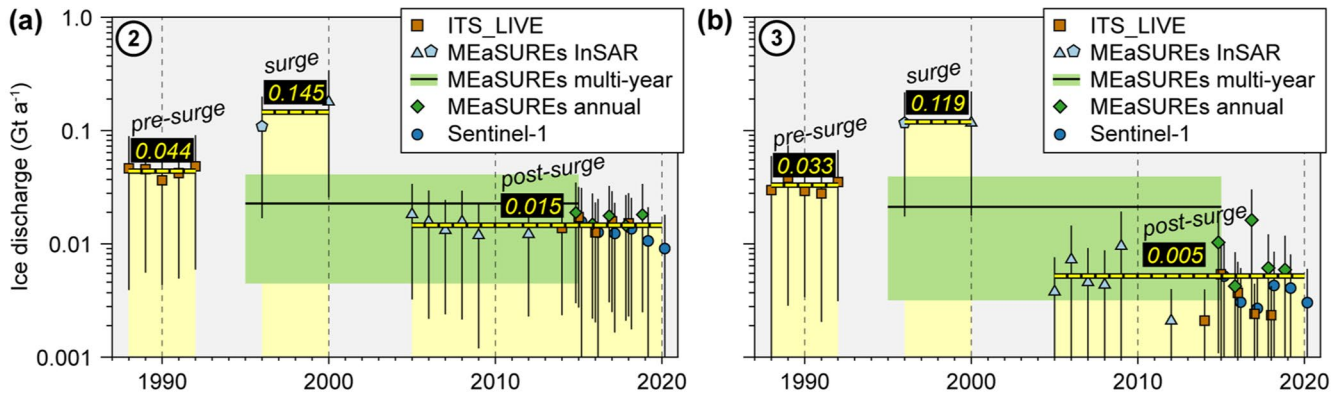 (a)
2
ITS_LIVE
MEaSUREs InSAR
MEaSUREs multi-year
MEaSUREs annual
Sentinel-1
surge
0.145
pre-surge
0.044
post-surge
0.015
Ice discharge (Gt a⁻¹)
1.0
0.1
0.01
0.001
1990
2000
2010
2020
(b)
3
ITS_LIVE
MEaSUREs InSAR
MEaSUREs multi-year
MEaSUREs annual
Sentinel-1
surge
0.119
pre-surge
0.033
post-surge
0.005
1990
2000
2010
2020